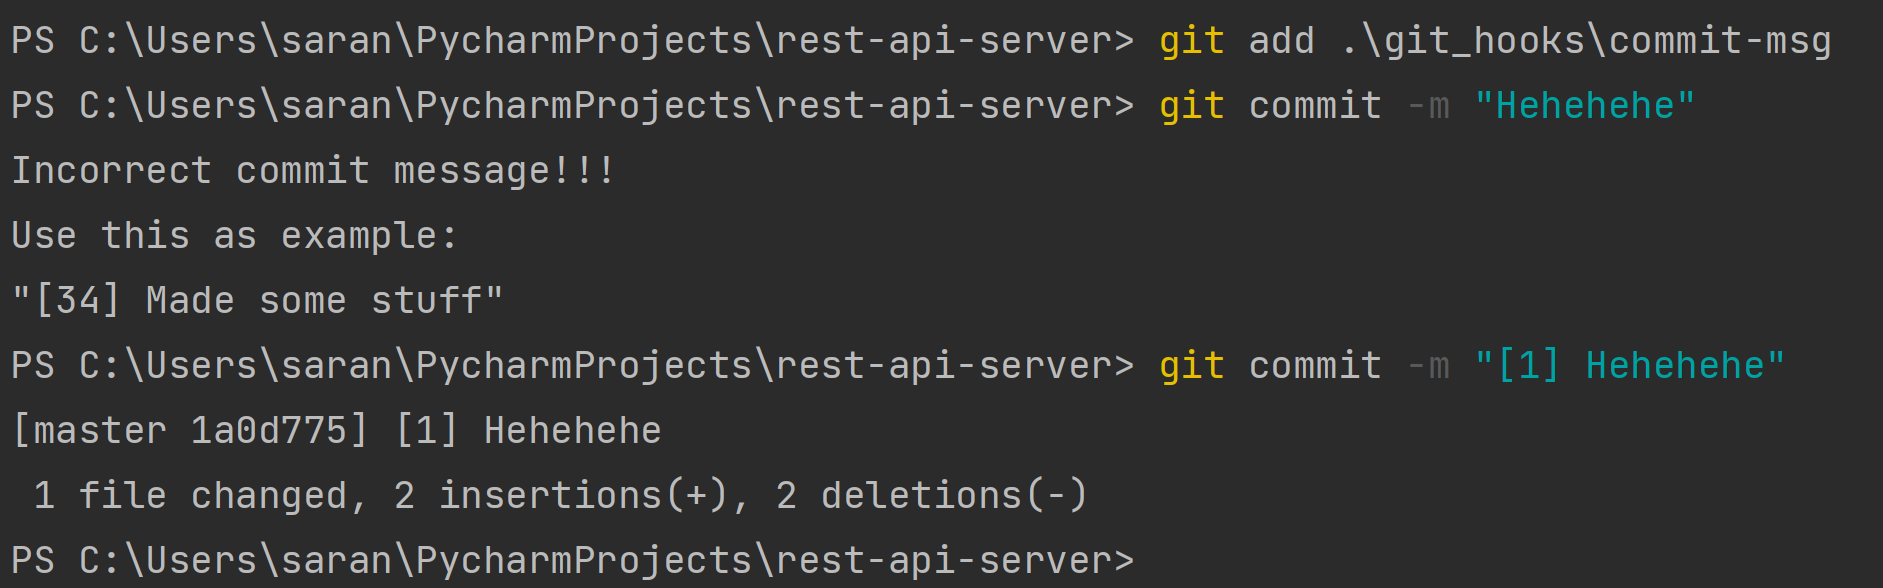 PS C:\Users\saran\PycharmProjects\rest-api-server> git add .\git_hooks\commit-msg
PS C:\Users\saran\PycharmProjects\rest-api-server> git commit -m "Hehehehe"
Incorrect commit message!!!
Use this as example:
"[34] Made some stuff"
PS C:\Users\saran\PycharmProjects\rest-api-server> git commit -m "[1] Hehehehe"
[master 1a0d775] [1] Hehehehe
 1 file changed, 2 insertions(+), 2 deletions(-)
PS C:\Users\saran\PycharmProjects\rest-api-server>